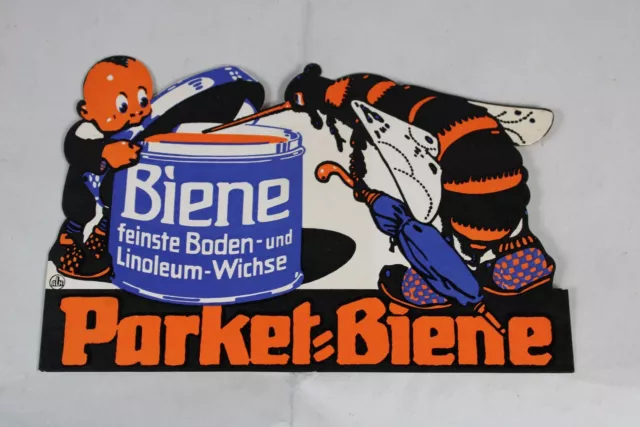 Biene
feinste Boden- und
Linoleum-Wichse
Parket=Biene